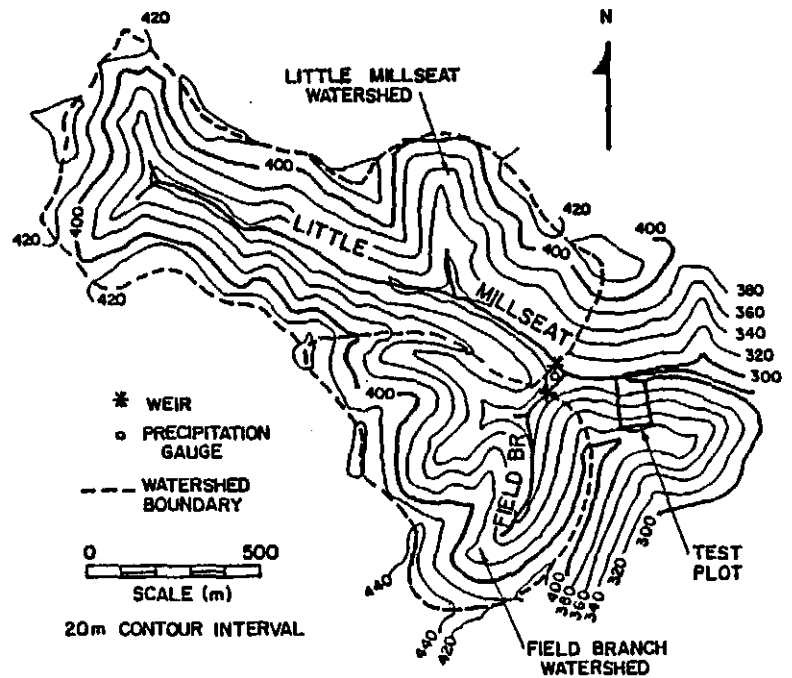 420
N
LITTLE MILLSEAT
WATERSHED
400
LITTLE
420
400
400
420
400
420
380
MILLSEAT
360
340
320
300
400
WEIR
PRECIPITATION
GAUGE
WATERSHED
BOUNDARY
FIELD BR
0 500
SCALE (m)
20m CONTOUR INTERVAL
300
320
340
360
380
400
TEST
PLOT
440
440
420
FIELD BRANCH
WATERSHED